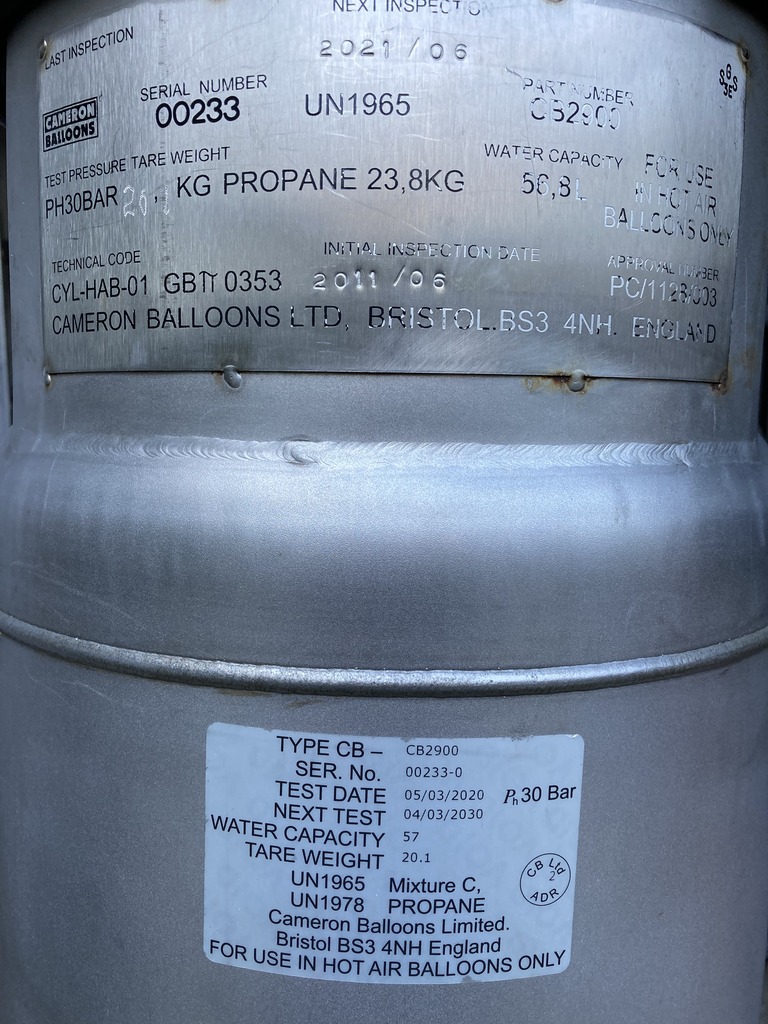 NEXT INSPECTION
LAST INSPECTION
2021/06
CAMERON
BALLOONS
SERIAL NUMBER
00233
UN1965
PART NUMBER
CB2900
TEST PRESSURE TARE WEIGHT
PH30BAR KG PROPANE 23,8KG
WATER CAPACITY
56,8L
FOR USE
IN HOT AIR
BALLOONS ONLY
TECHNICAL CODE
CYL-HAB-01 GB π 0353
INITIAL INSPECTION DATE
2011/06
APPROVAL NUMBER
PC/1128/003
CAMERON BALLOONS LTD, BRISTOL.BS3 4NH. ENGLAND
TYPE CB – CB2900
SER. No. 00233-0
TEST DATE 05/03/2020 Ph 30 Bar
NEXT TEST 04/03/2030
WATER CAPACITY 57
TARE WEIGHT 20.1
CB Ltd
2
ADR
UN1965 Mixture C,
UN1978 PROPANE
Cameron Balloons Limited.
Bristol BS3 4NH England
FOR USE IN HOT AIR BALLOONS ONLY